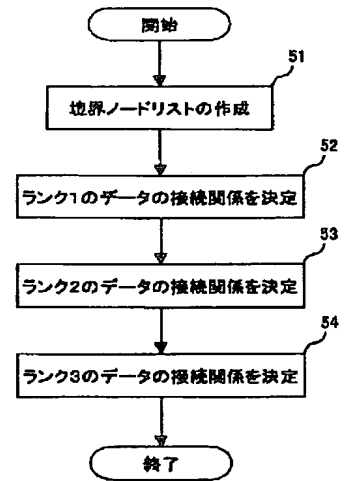 開始
51
境界ノードリストの作成
52
ランク1のデータの接続関係を決定
53
ランク2のデータの接続関係を決定
54
ランク3のデータの接続関係を決定
終了